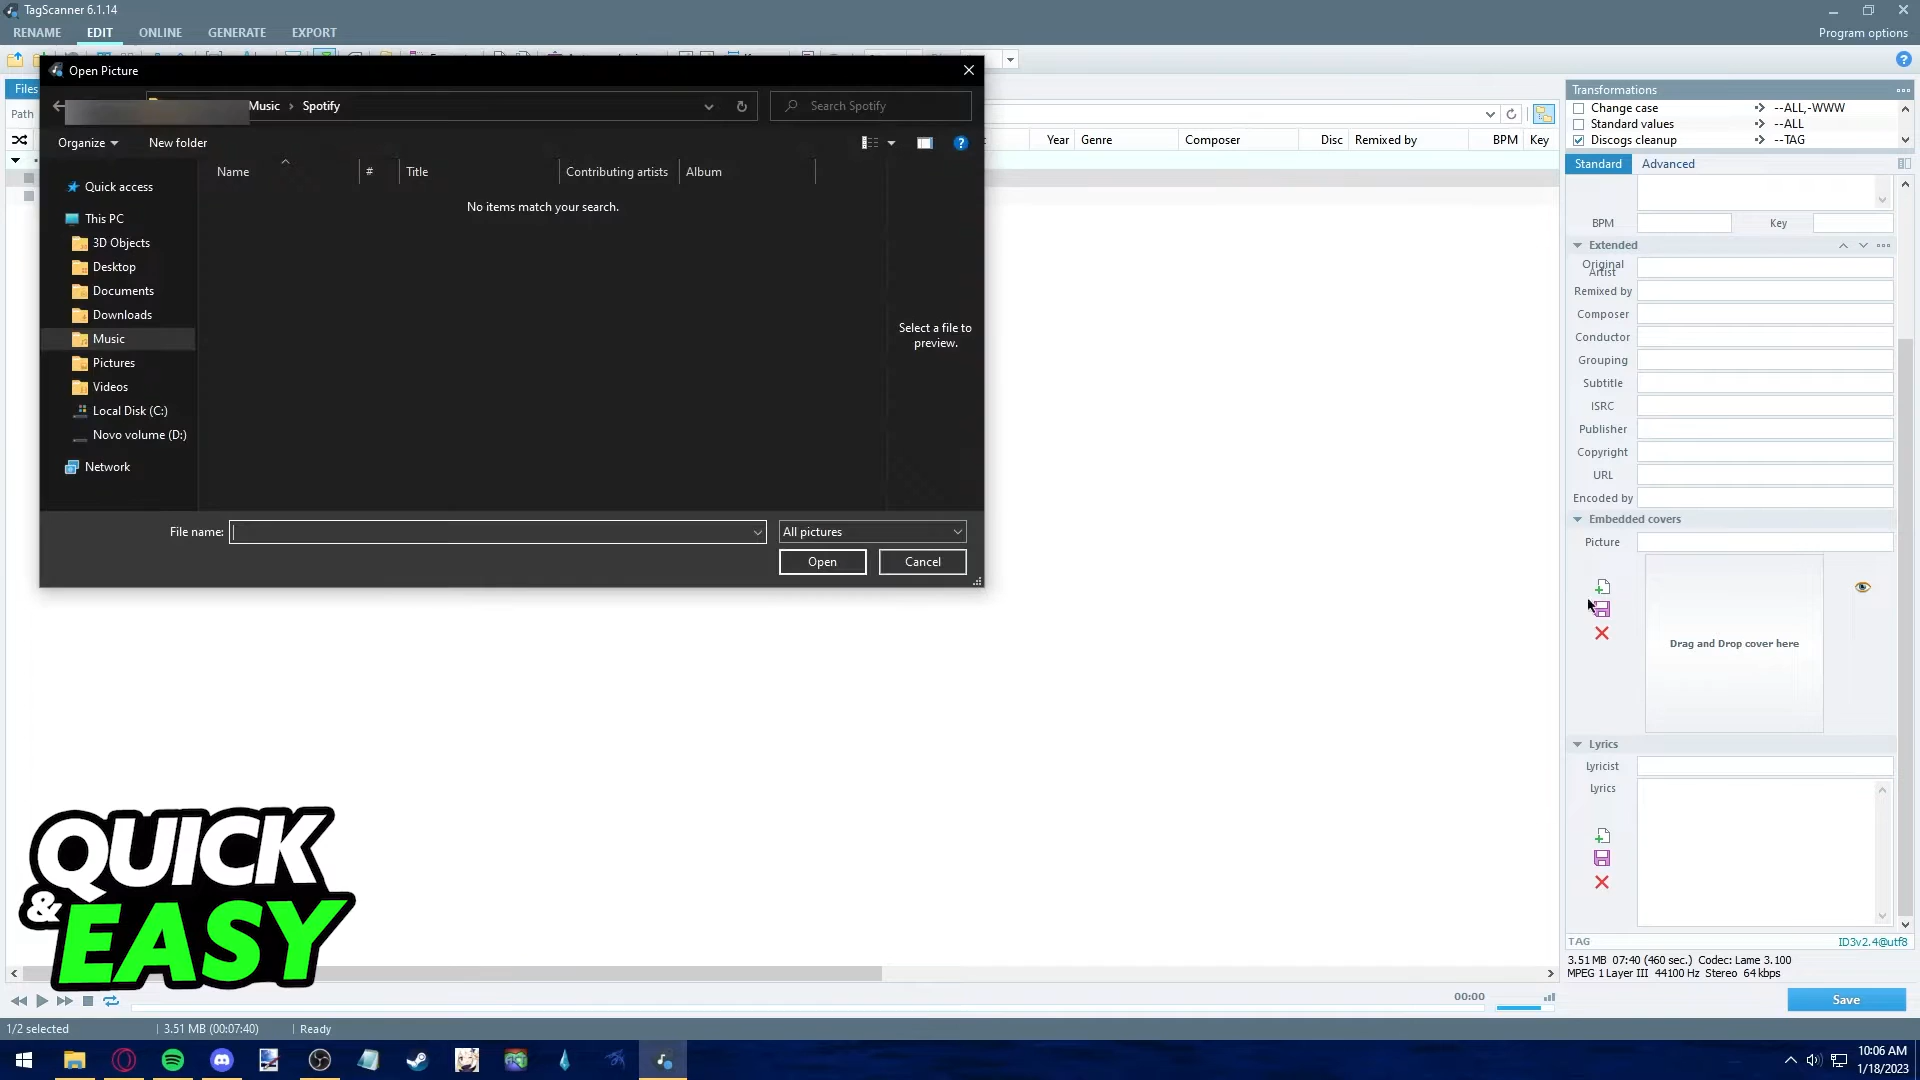 TagScanner 6.1.14
RENAME EDIT ONLINE GENERATE EXPORT
Program options
Open Picture
Files
Transformations
Music › Spotify
Search Spotify
Path
Change case --ALL,-WWW
Standard values --ALL
Discogs cleanup --TAG
Organize New folder
Year Genre Composer Disc Remixed by BPM Key
Standard Advanced
Name # Title Contributing artists Album
No items match your search.
Quick access
This PC
3D Objects
Desktop
Documents
Downloads
Music
Pictures
Videos
Local Disk (C:)
Novo volume (D:)
Network
Select a file to
preview.
File name: All pictures
Open Cancel
BPM Key
Extended
Original
Artist
Remixed by
Composer
Conductor
Grouping
Subtitle
ISRC
Publisher
Copyright
URL
Encoded by
Embedded covers
Picture
Drag and Drop cover here
Lyrics
Lyricist
Lyrics
TAG ID3v2.4@utf8
3.51 MB 07:40 (460 sec.) Codec: Lame 3.100
MPEG 1 Layer III 44100 Hz Stereo 64 kbps
QUICK
& EASY
00:00
Save
1/2 selected 3.51 MB (00:07:40) Ready
10:06 AM
1/18/2023